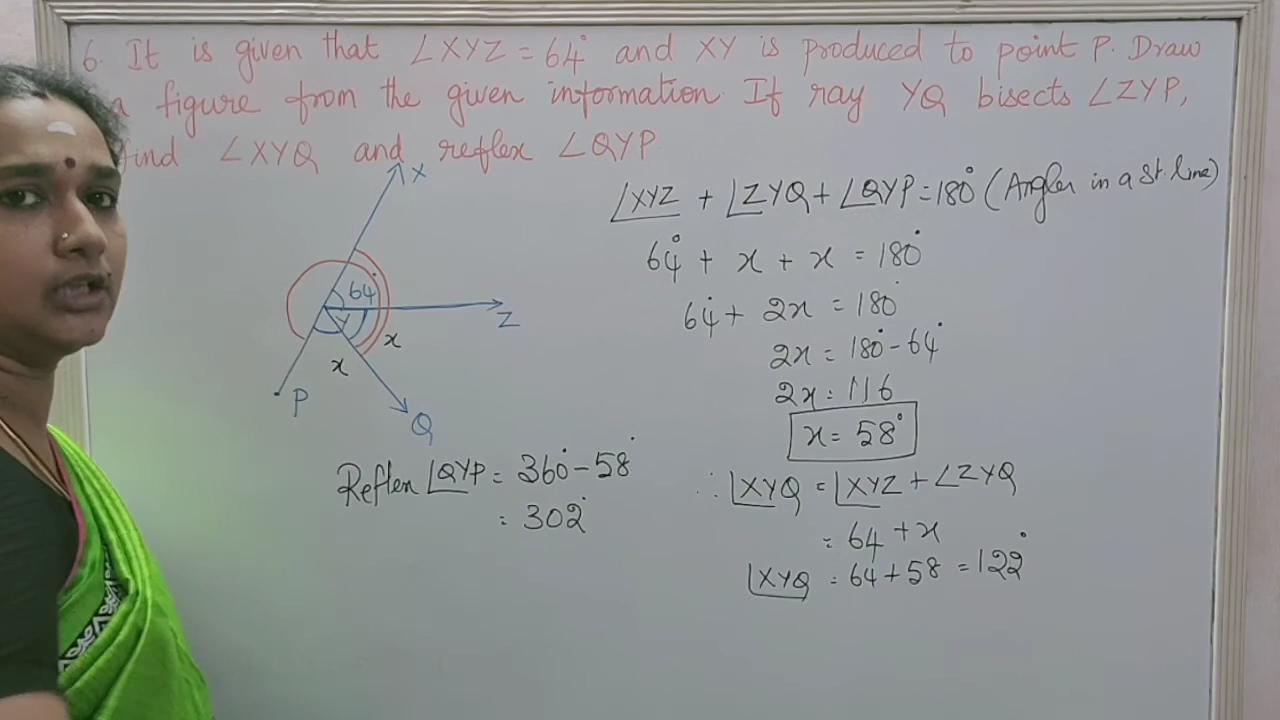 6. It is given that ∠XYZ = 64° and XY is produced to point P. Draw
a figure from the given information. If ray YQ bisects ∠ZYP,
find ∠XYQ and reflex ∠QYP
X
64°
Y
Z
x
x
P
Q
Reflex ∠QYP = 360° - 58°
= 302°
∠XYZ + ∠ZYQ + ∠QYP = 180° (Angles in a St. line)
64° + x + x = 180°
64° + 2x = 180°
2x = 180° - 64°
2x = 116
x = 58°
∴ ∠XYQ = ∠XYZ + ∠ZYQ
= 64 + x
∠XYQ = 64 + 58 = 122°